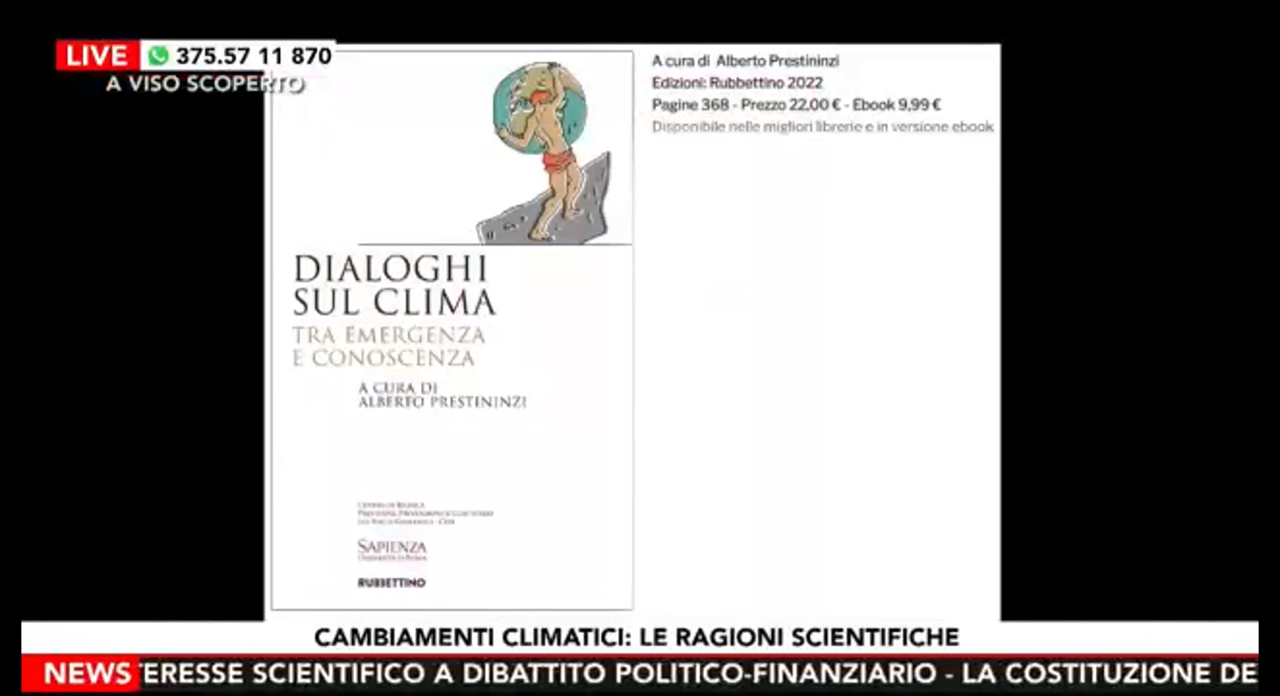 LIVE 375.57 11 870
A VISO SCOPERTO
A cura di Alberto Prestininzi
Edizioni: Rubbettino 2022
Pagine 368 - Prezzo 22,00 € - Ebook 9,99 €
Disponibile nelle migliori librerie e in versione ebook
DIALOGHI
SUL CLIMA
TRA EMERGENZA
E CONOSCENZA
A CURA DI
ALBERTO PRESTININZI
SAPIENZA
RUBBETTINO
CAMBIAMENTI CLIMATICI: LE RAGIONI SCIENTIFICHE
NEWS TERESSE SCIENTIFICO A DIBATTITO POLITICO-FINANZIARIO - LA COSTITUZIONE DE